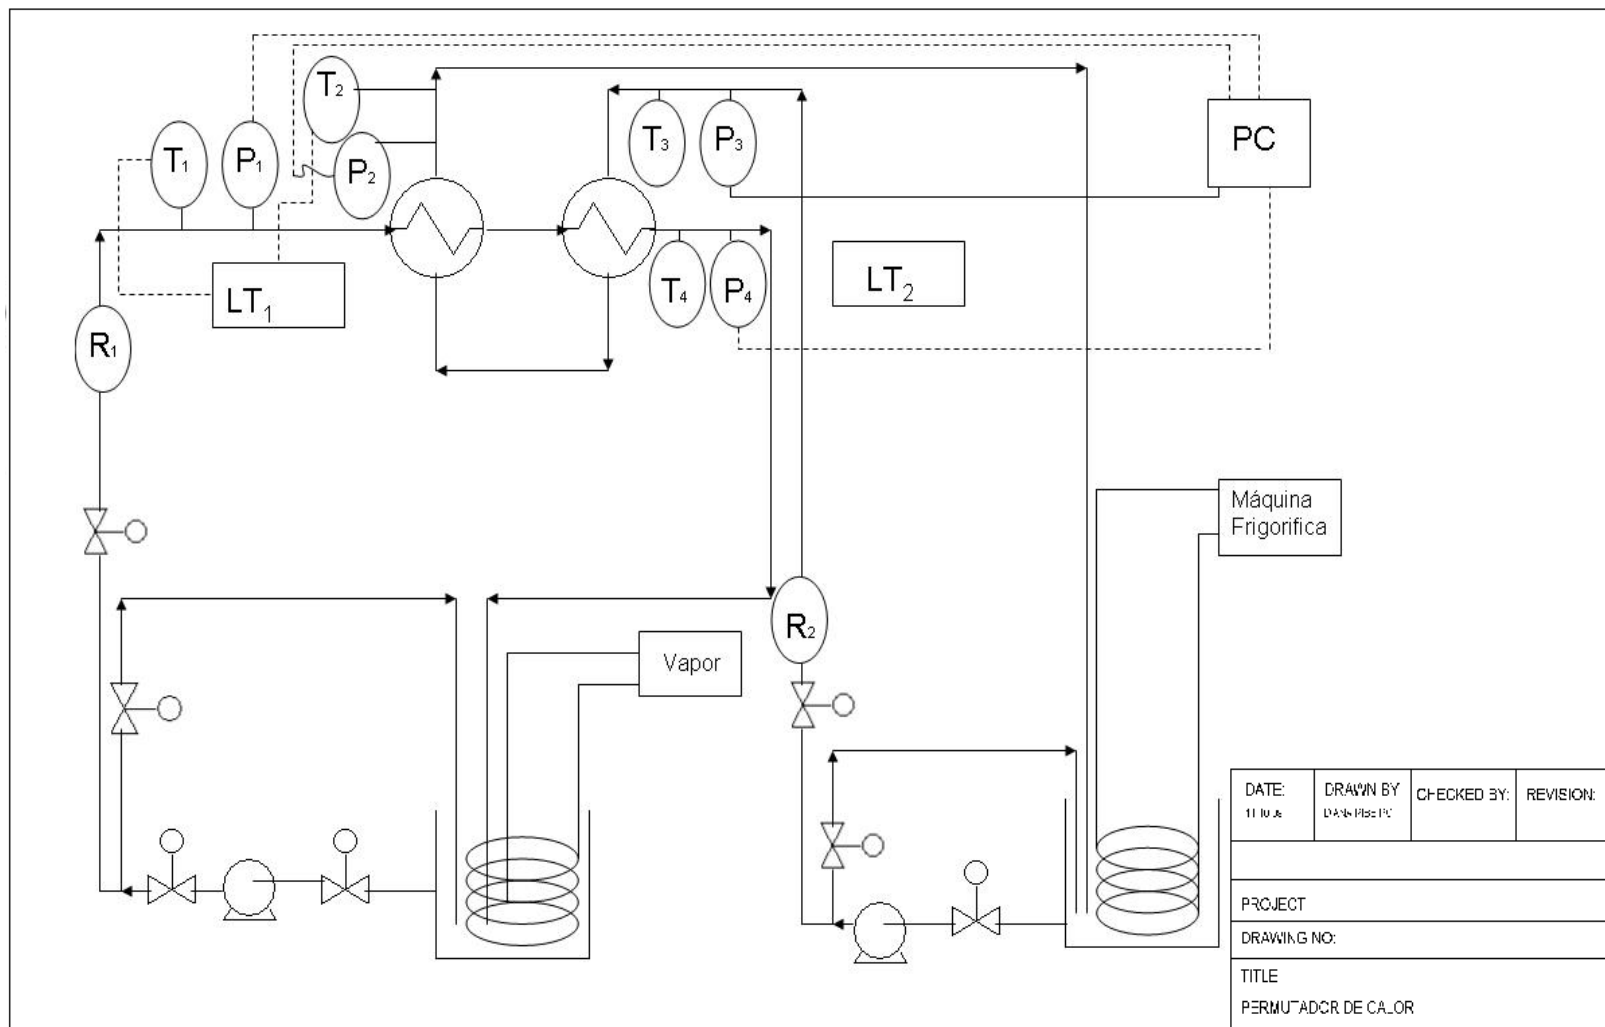 T2
T1
P1
P2
T3
P3
PC
LT1
T4
P4
LT2
R1
Máquina
Frigorifica
R2
Vapor
DATE:
DRAWN BY
CHECKED BY:
REVISION:
PROJECT
DRAWING NO:
TITLE
PERMUTADOR DE CALOR